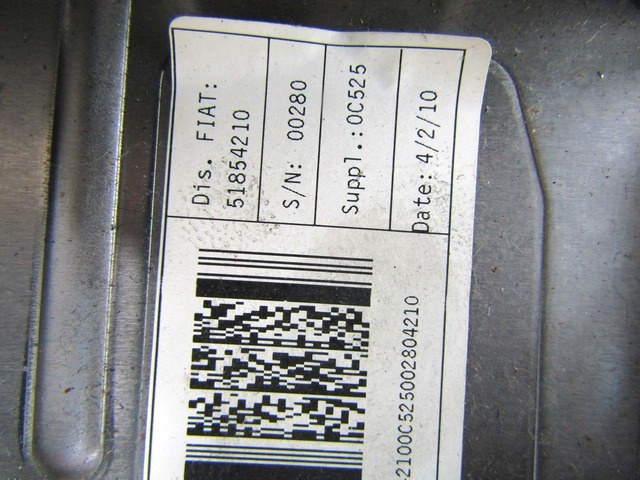 Dis. FIAT:
51854210
S/N: 00280
Suppl.:0C525
Date: 4/2/10
2100C525002804210